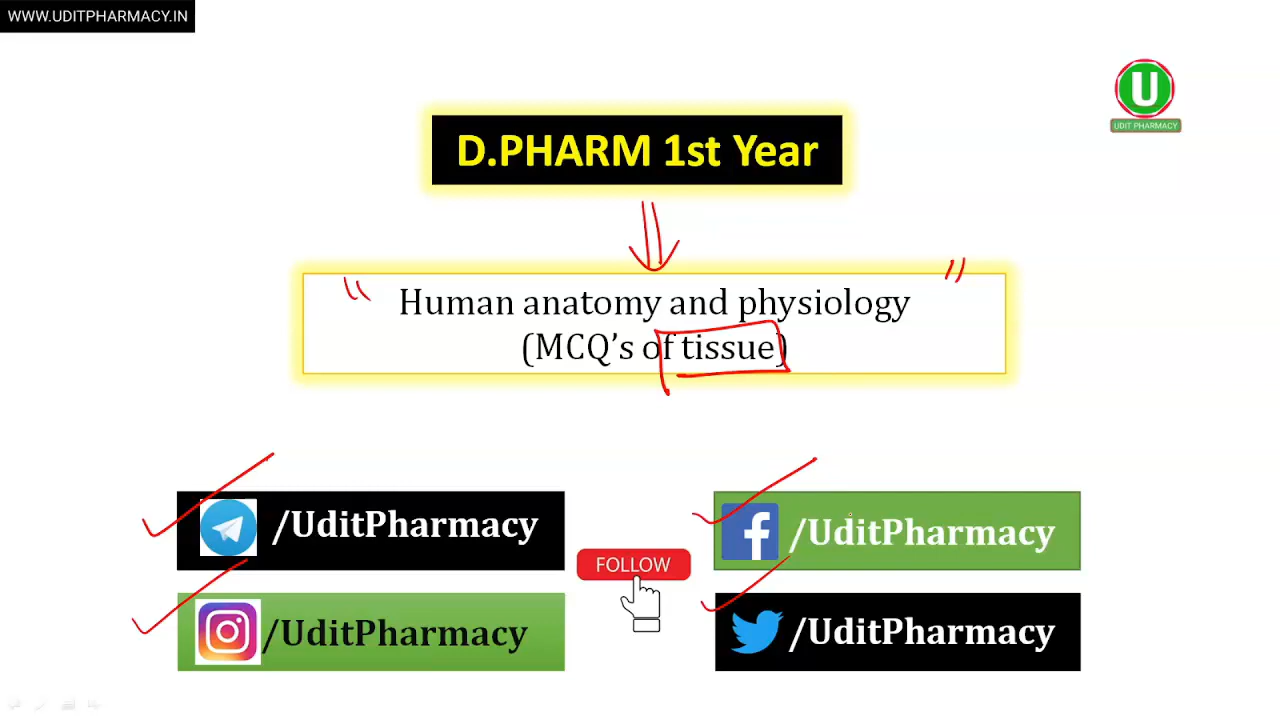 WWW.UDITPHARMACY.IN
U
UDIT PHARMACY
D.PHARM 1st Year
" Human anatomy and physiology "
(MCQ’s of tissue)
/UditPharmacy
/UditPharmacy
FOLLOW
/UditPharmacy
/UditPharmacy